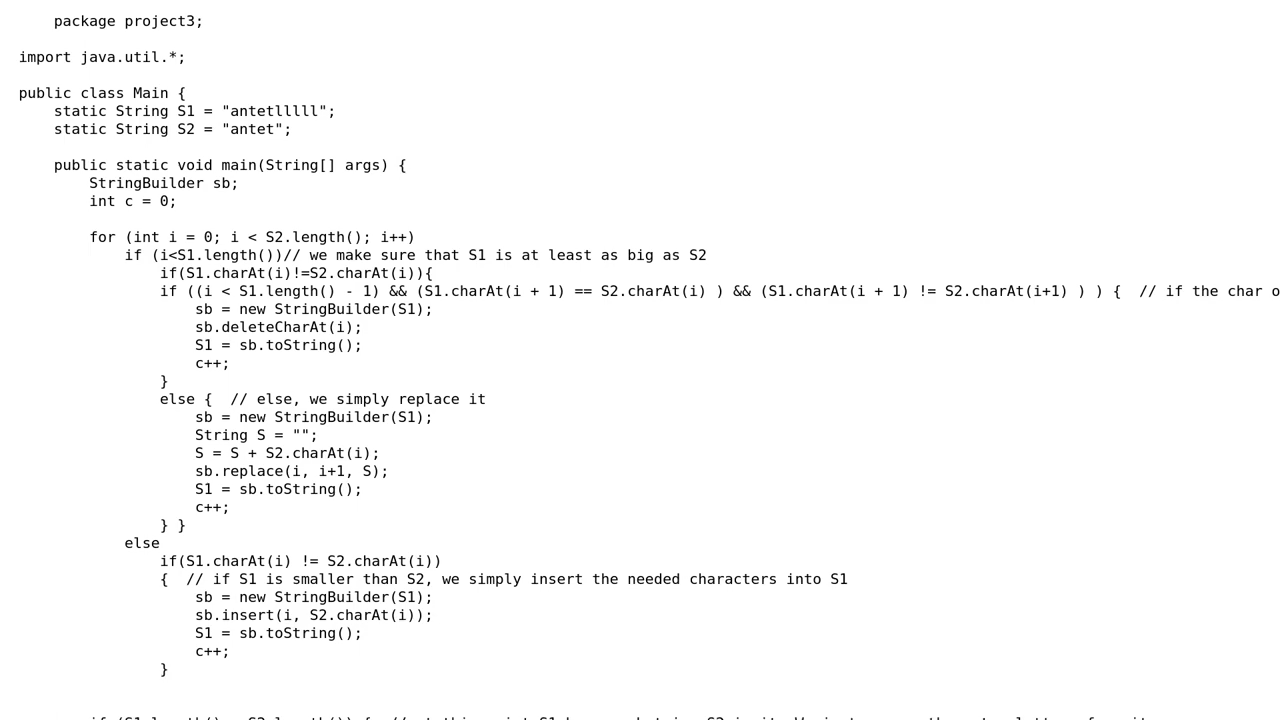 package project3;
import java.util.*;
public class Main {
static String S1 = "antetlllll";
static String S2 = "antet";
public static void main(String[] args) {
StringBuilder sb;
int c = 0;
for (int i = 0; i < S2.length(); i++)
if (i<S1.length())// we make sure that S1 is at least as big as S2
if(S1.charAt(i)!=S2.charAt(i)){
if ((i < S1.length() - 1) && (S1.charAt(i + 1) == S2.charAt(i) ) && (S1.charAt(i + 1) != S2.charAt(i+1) ) ) {  // if the char o
sb = new StringBuilder(S1);
sb.deleteCharAt(i);
S1 = sb.toString();
c++;
}
else {  // else, we simply replace it
sb = new StringBuilder(S1);
String S = "";
S = S + S2.charAt(i);
sb.replace(i, i+1, S);
S1 = sb.toString();
c++;
} }
else
if(S1.charAt(i) != S2.charAt(i))
{  // if S1 is smaller than S2, we simply insert the needed characters into S1
sb = new StringBuilder(S1);
sb.insert(i, S2.charAt(i));
S1 = sb.toString();
c++;
}